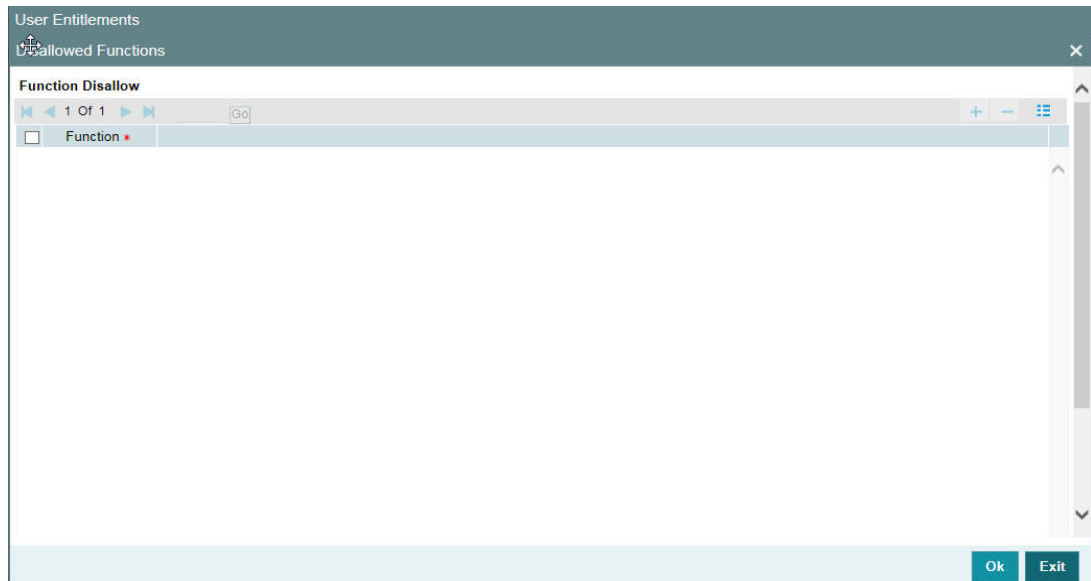 User Entitlements
Disallowed Functions
Function Disallow
1 Of 1 Go
Function *
Ok Exit